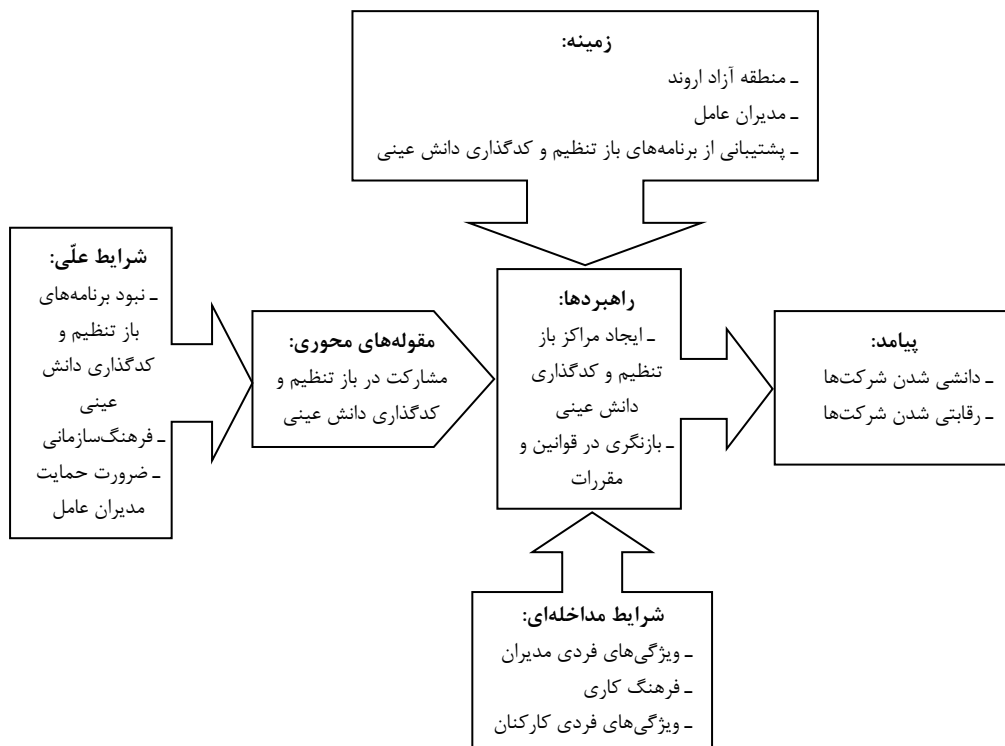 زمینه:
ـ منطقه آزاد اروند
ـ مدیران عامل
ـ پشتیبانی از برنامه‌های باز تنظیم و کدگذاری دانش عینی
شرایط علّی:
ـ نبود برنامه‌های
باز تنظیم و
کدگذاری دانش
عینی
ـ فرهنگ‌سازمانی
ـ ضرورت حمایت
مدیران عامل
مقوله‌های محوری:
مشارکت در باز تنظیم و
کدگذاری دانش عینی
راهبردها:
ـ ایجاد مراکز باز
تنظیم و کدگذاری
دانش عینی
ـ بازنگری در قوانین و
مقررات
پیامد:
ـ دانشی شدن شرکت‌ها
ـ رقابتی شدن شرکت‌ها
شرایط مداخله‌ای:
ـ ویژگی‌های فردی مدیران
ـ فرهنگ کاری
ـ ویژگی‌های فردی کارکنان